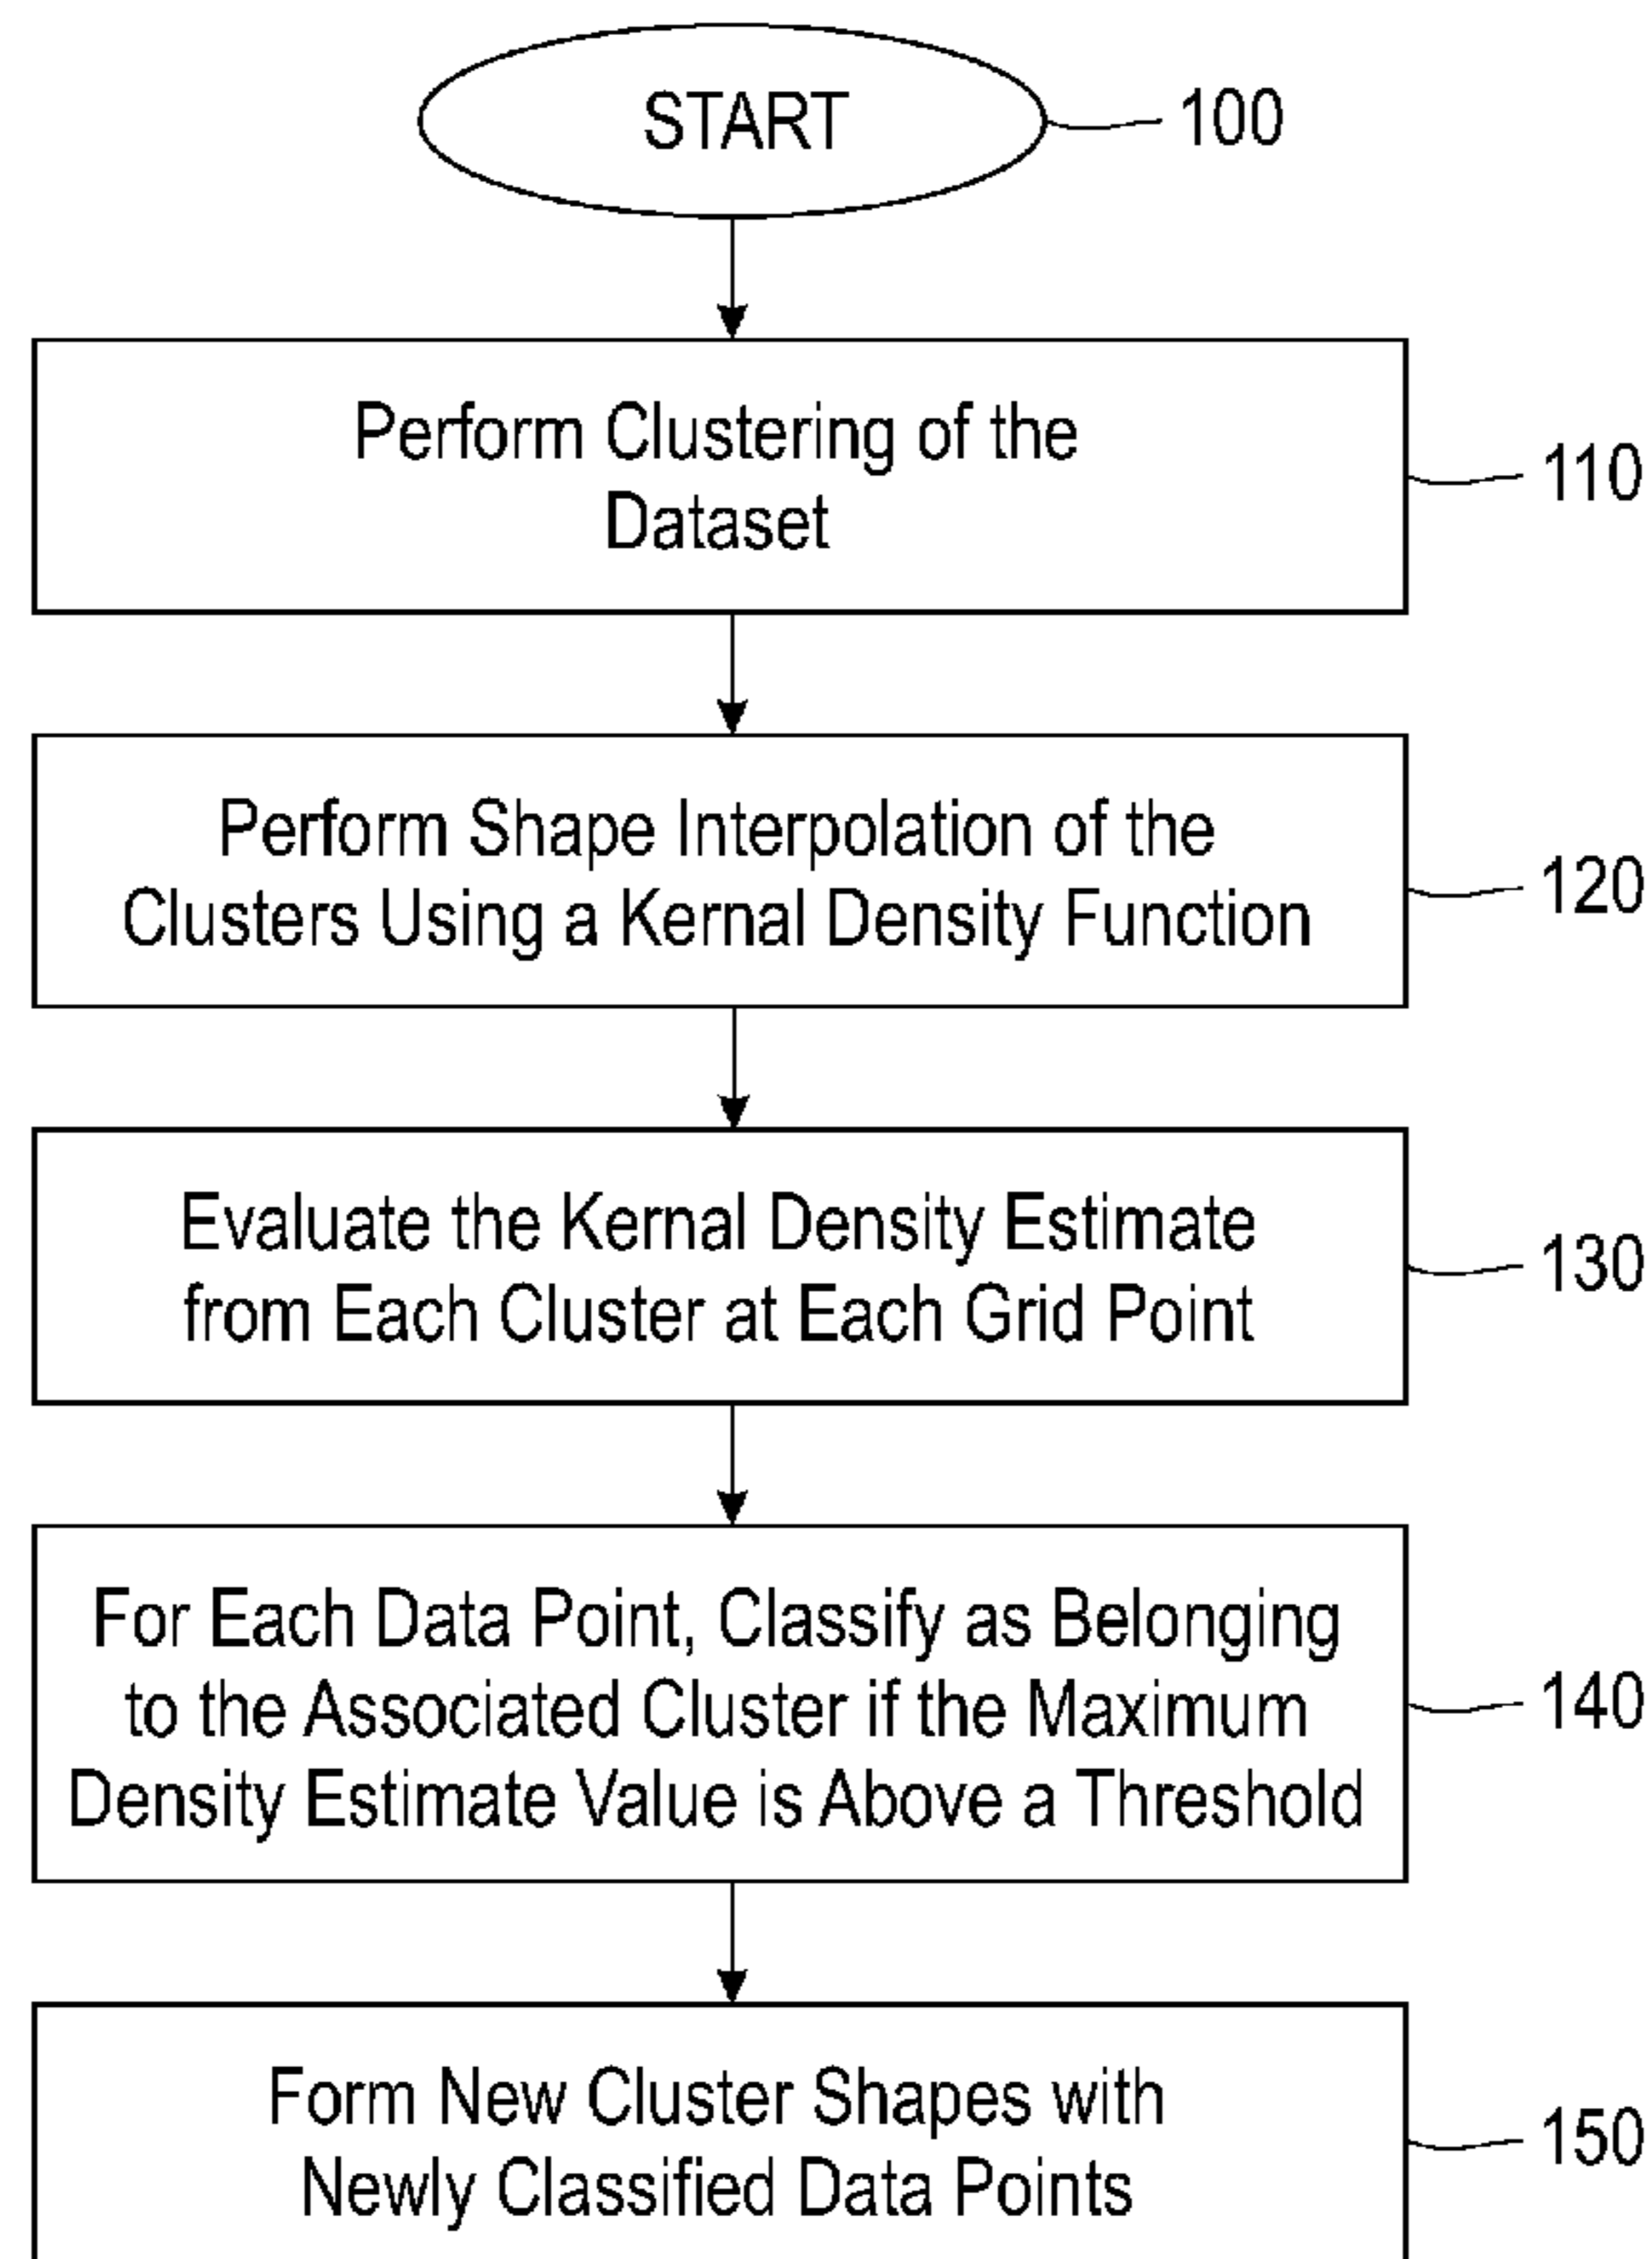 START
100
Perform Clustering of the
Dataset
110
Perform Shape Interpolation of the
Clusters Using a Kernal Density Function
120
Evaluate the Kernal Density Estimate
from Each Cluster at Each Grid Point
130
For Each Data Point, Classify as Belonging
to the Associated Cluster if the Maximum
Density Estimate Value is Above a Threshold
140
Form New Cluster Shapes with
Newly Classified Data Points
150